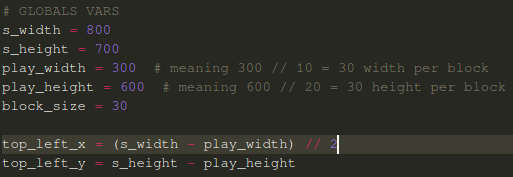 # GLOBALS VARS
s_width = 800
s_height = 700
play_width = 300  # meaning 300 // 10 = 30 width per block
play_height = 600  # meaning 600 // 20 = 30 height per block
block_size = 30

top_left_x = (s_width - play_width) // 2
top_left_y = s_height - play_height